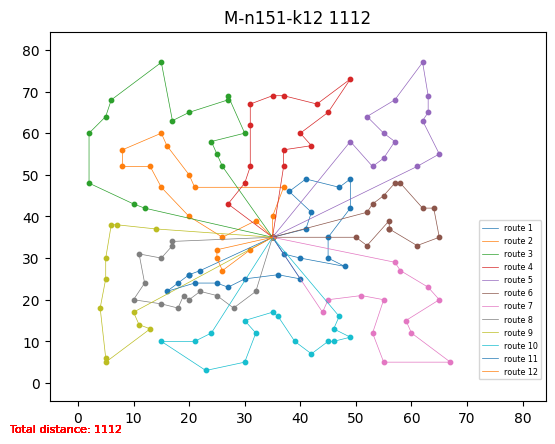 M-n151-k12 1112
80
70
60
50
40
30
20
10
0
0 10 20 30 40 50 60 70 80
route 1
route 2
route 3
route 4
route 5
route 6
route 7
route 8
route 9
route 10
route 11
route 12
Total distance: 1112